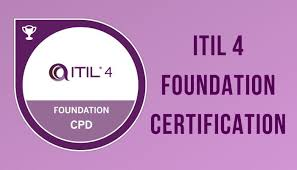 ITIL® 4
FOUNDATION
CPD
ITIL 4
FOUNDATION
CERTIFICATION